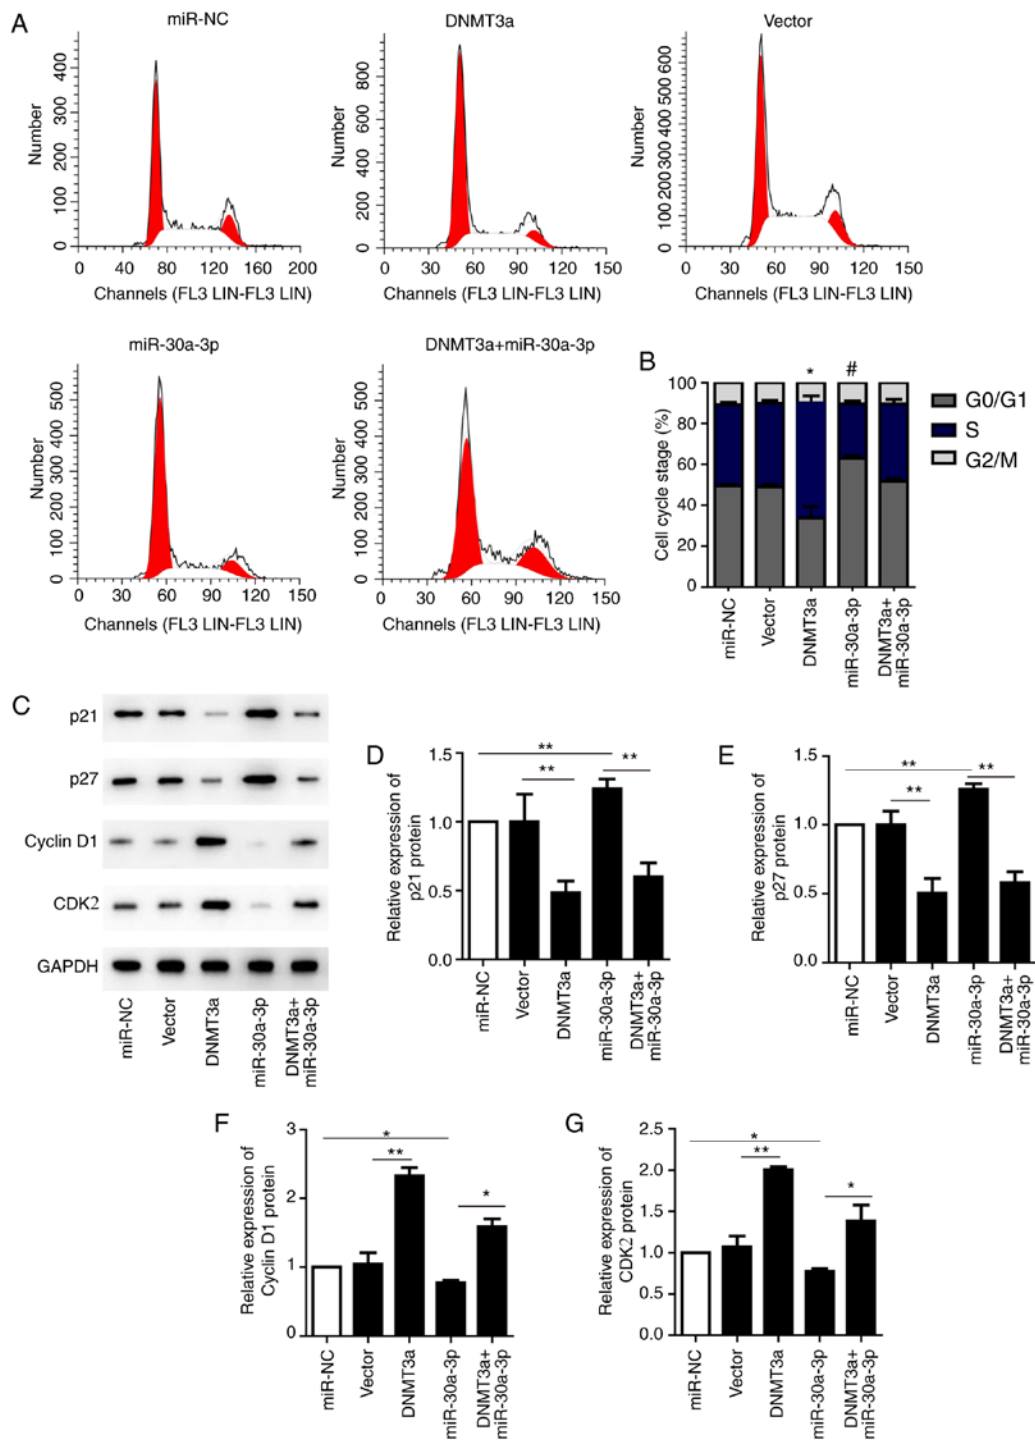 A
miR-NC
DNMT3a
Vector
Number
400
300
200
100
0
0 40 80 120 160 200
Channels (FL3 LIN-FL3 LIN)
Number
800
600
400
200
0
0 30 60 90 120 150
Channels (FL3 LIN-FL3 LIN)
Number
600
500
400
300
200
100
0
0 30 60 90 120 150
Channels (FL3 LIN-FL3 LIN)
miR-30a-3p
DNMT3a+miR-30a-3p
Number
500
400
300
200
100
0
0 30 60 90 120 150
Channels (FL3 LIN-FL3 LIN)
Number
500
400
300
200
100
0
0 30 60 90 120 150
Channels (FL3 LIN-FL3 LIN)
B
Cell cycle stage (%)
100
80
60
40
20
0
* #
G0/G1
S
G2/M
miR-NC
Vector
DNMT3a
miR-30a-3p
DNMT3a+
miR-30a-3p
C
p21
p27
Cyclin D1
CDK2
GAPDH
miR-NC
Vector
DNMT3a
miR-30a-3p
DNMT3a+
miR-30a-3p
D
Relative expression of
p21 protein
1.5
1.0
0.5
0.0
**
**
**
miR-NC
Vector
DNMT3a
miR-30a-3p
DNMT3a+
miR-30a-3p
E
Relative expression of
p27 protein
1.5
1.0
0.5
0.0
**
**
**
miR-NC
Vector
DNMT3a
miR-30a-3p
DNMT3a+
miR-30a-3p
F
Relative expression of
Cyclin D1 protein
3
2
1
0
*
**
*
miR-NC
Vector
DNMT3a
miR-30a-3p
DNMT3a+
miR-30a-3p
G
Relative expression of
CDK2 protein
2.5
2.0
1.5
1.0
0.5
0.0
*
**
*
miR-NC
Vector
DNMT3a
miR-30a-3p
DNMT3a+
miR-30a-3p